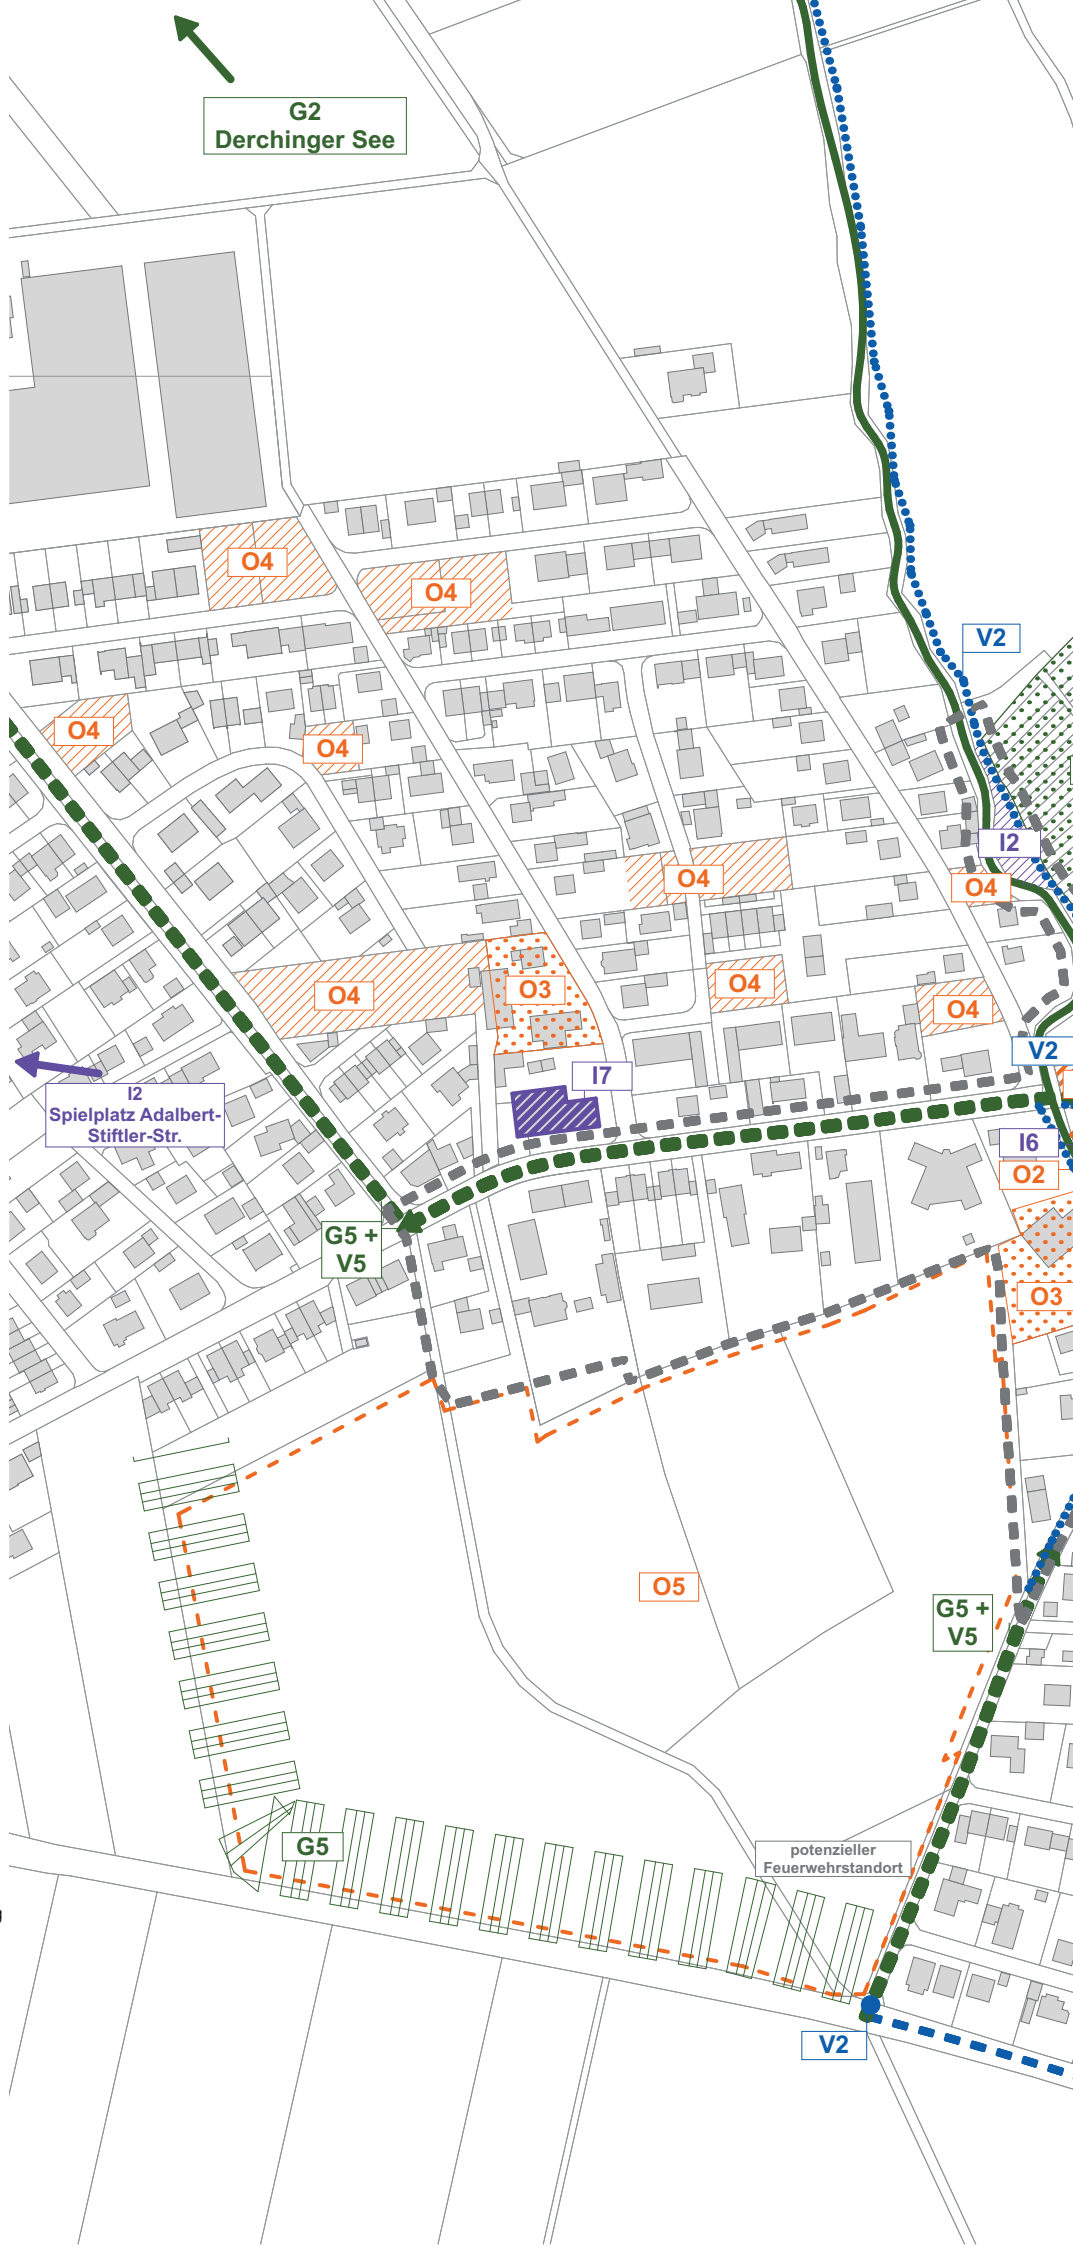 G2
Derchinger See
O4
O4
V2
O4
O4
I2
O4
O4
O4
O3
O4
O4
V2
I7
I2
Spielplatz Adalbert-
Stiftler-Str.
I6
O2
G5 +
V5
O3
O5
G5 +
V5
G5
potenzieller
Feuerwehrstandort
V2